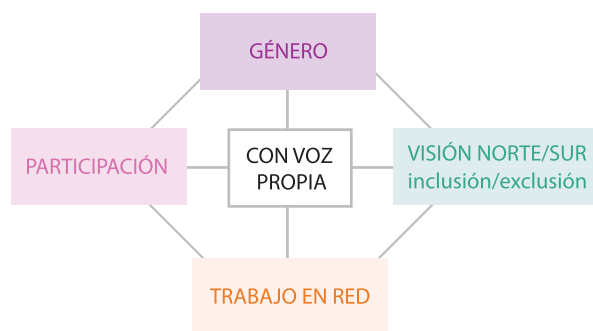 GÉNERO
PARTICIPACIÓN
CON VOZ
PROPIA
VISIÓN NORTE/SUR
inclusión/exclusión
TRABAJO EN RED